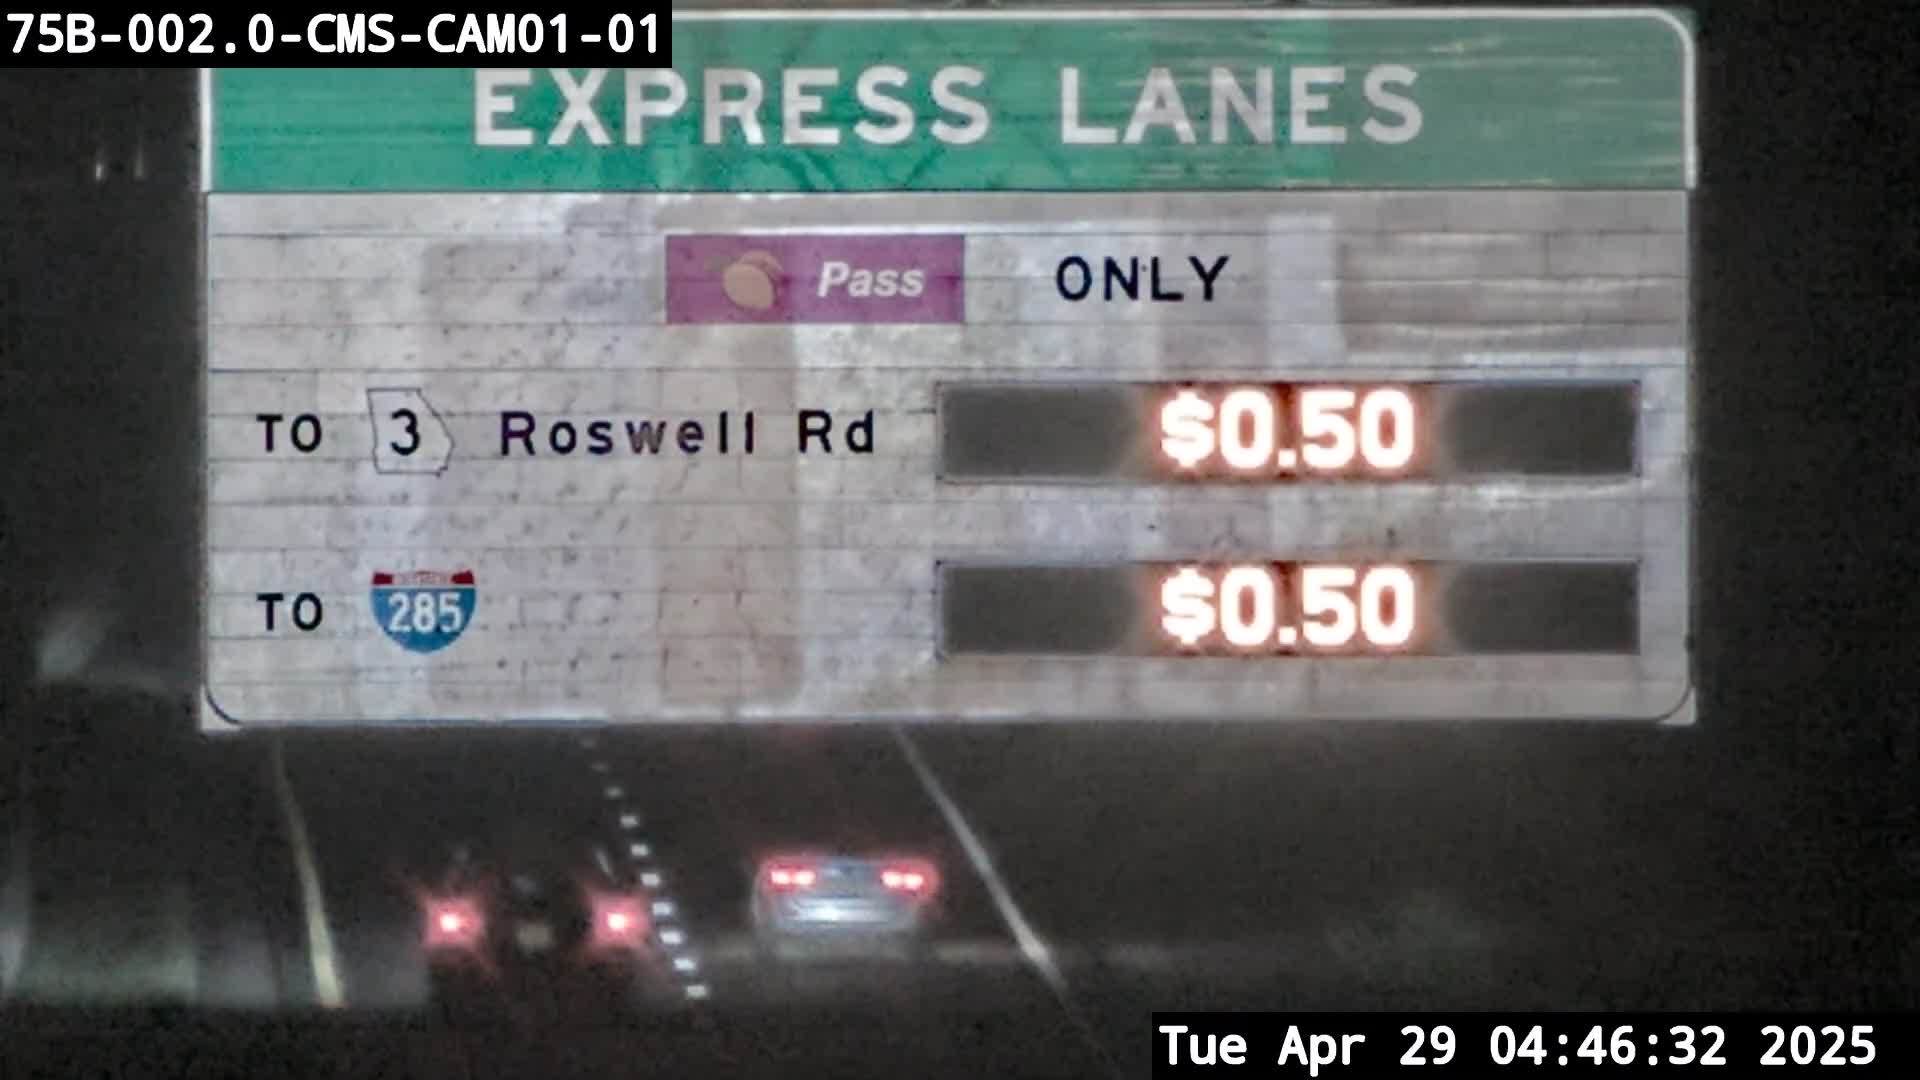 75B-002.0-CMS-CAM01-01
EXPRESS LANES
Pass ONLY
TO 3 Roswell Rd $0.50
TO 285 $0.50
Tue Apr 29 04:46:32 2025